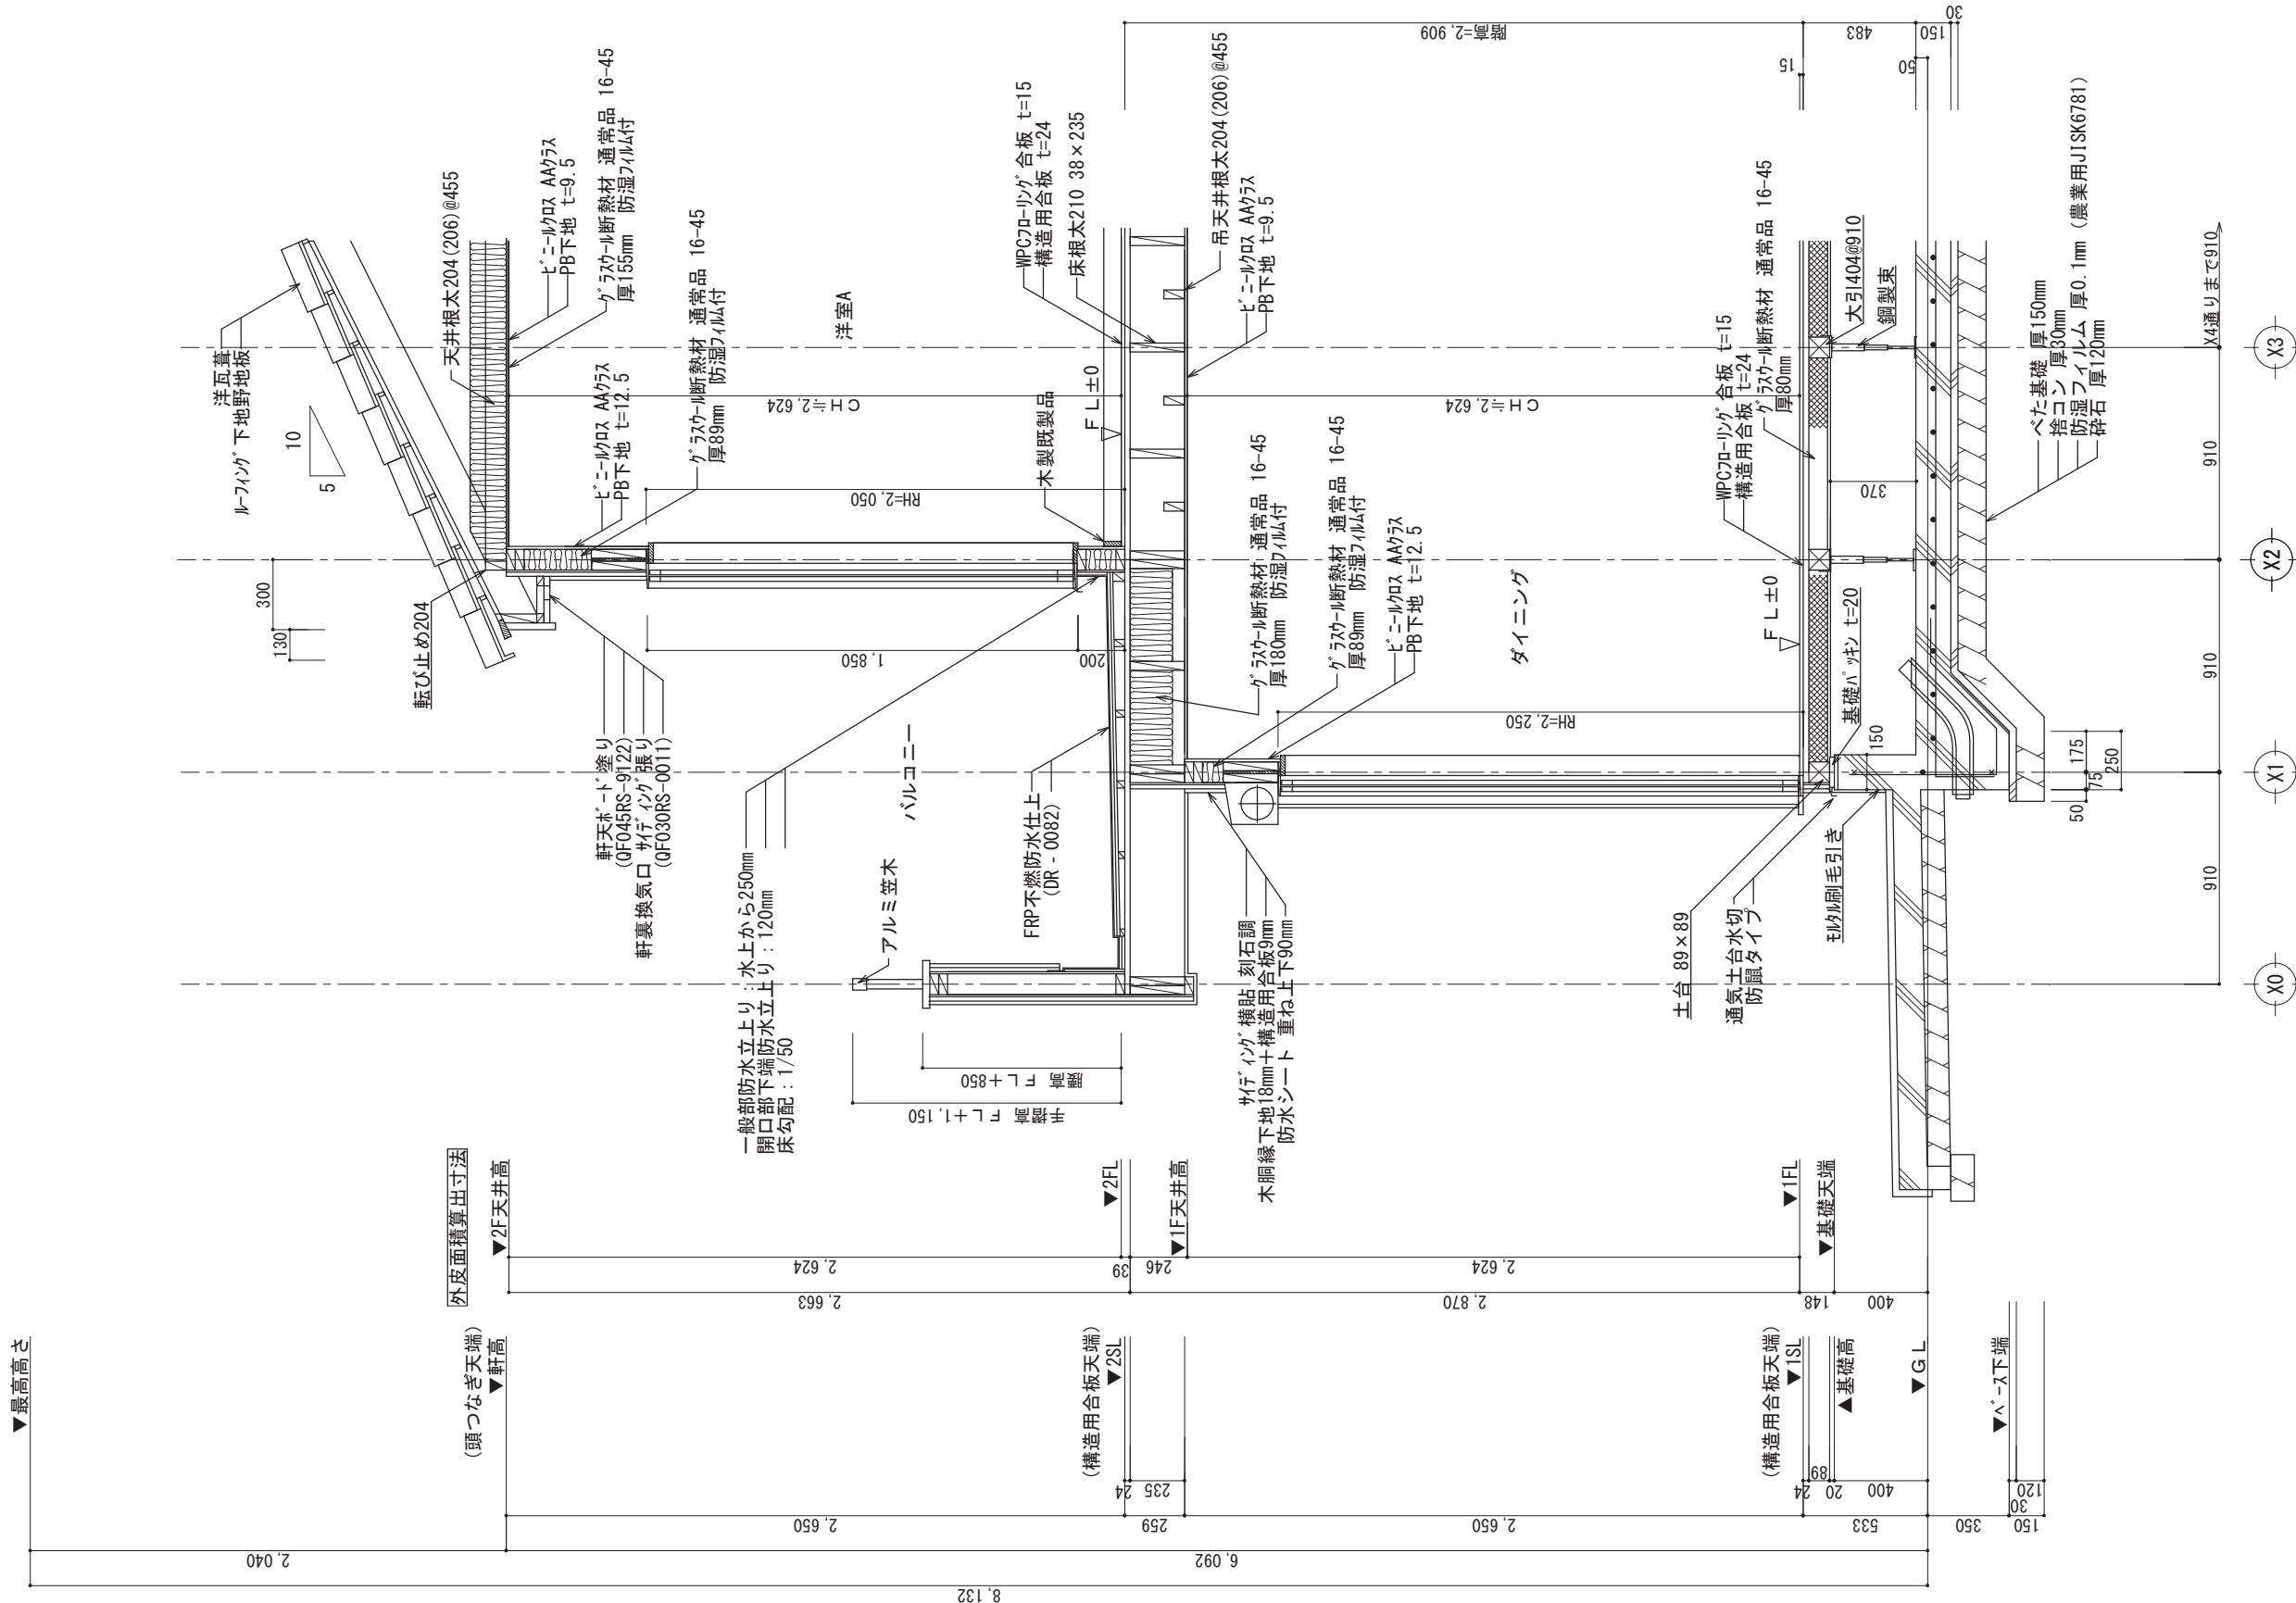 ▼最高高さ
(頭つなぎ天端)
▼軒高
(構造用合板天端)
▼2SL
(構造用合板天端)
▼1SL
▲基礎高
▼GL
▼ﾍﾞｰｽ下端
2,040
6,092
8,132
2,650
259
2,650
533
350
150
24
235
24
89
20
400
30
120
外皮面積算出寸法
▼2F天井高
▼2FL
▼1F天井高
▼1FL
▼基礎天端
2,624
39
246
2,624
2,663
2,870
148
400
洋瓦葺
ﾙｰﾌｨﾝｸﾞ下地野地板
10
5
300
130
転び止め204
天井根太204(206)@455
ﾋﾞﾆｰﾙｸﾛｽ AAｸﾗｽ
PB下地 t=9.5
ｸﾞﾗｽｳｰﾙ断熱材 通常品 16-45
厚155mm 防湿ﾌｨﾙﾑ付
ﾋﾞﾆｰﾙｸﾛｽ AAｸﾗｽ
PB下地 t=12.5
ｸﾞﾗｽｳｰﾙ断熱材 通常品 16-45
厚89mm 防湿ﾌｨﾙﾑ付
洋室A
CH≒2,624
RH=2,050
1,850
200
軒天ﾎﾞｰﾄﾞ塗り
(QF045RS-9122)
軒裏換気口 ｻｲﾃﾞｨﾝｸﾞ張り
(QF030RS-0011)
一般部防水立上り：水上から250mm
開口部下端防水立上り：120mm
床勾配：1/50
バルコニー
アルミ笠木
FRP不燃防水仕上
(DR-0082)
腰高 FL+850
手摺高 FL+1,150
木製既製品
FL±0
WPCﾌﾛｰﾘﾝｸﾞ合板 t=15
構造用合板 t=24
床根太210 38×235
吊天井根太204(206)@455
ﾋﾞﾆｰﾙｸﾛｽ AAｸﾗｽ
PB下地 t=9.5
ｸﾞﾗｽｳｰﾙ断熱材 通常品 16-45
厚180mm 防湿ﾌｨﾙﾑ付
ｸﾞﾗｽｳｰﾙ断熱材 通常品 16-45
厚89mm 防湿ﾌｨﾙﾑ付
ﾋﾞﾆｰﾙｸﾛｽ AAｸﾗｽ
PB下地 t=12.5
ｻｲﾃﾞｨﾝｸﾞ横貼 刻石調
木胴縁下地18mm＋構造用合板9mm
防水シート 重ね上下90mm
ダイニング
CH≒2,624
RH=2,250
FL±0
WPCﾌﾛｰﾘﾝｸﾞ合板 t=15
構造用合板 t=24
ｸﾞﾗｽｳｰﾙ断熱材 通常品 16-45
厚80mm
大引404@910
鋼製束
370
基礎ﾊﾟｯｷﾝ t=20
150
土台 89×89
通気土台水切
防鼠タイプ
ﾓﾙﾀﾙ刷毛引き
べた基礎 厚150mm
捨コン 厚30mm
防湿フィルム 厚0.1mm (農業用JISK6781)
砕石 厚120mm
階高=2,909
15
483
50
150
30
50
75
175
250
910
910
910
X4通りまで910
X0
X1
X2
X3